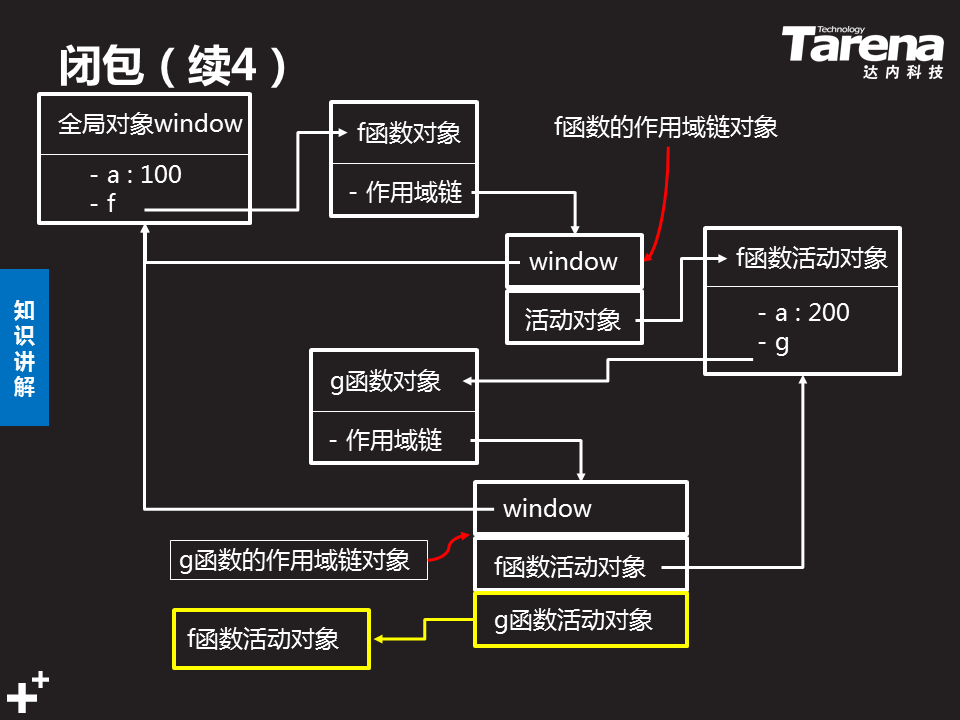 闭包（续4）
Technology
Tarena
达内科技
全局对象window
- a : 100
- f
f函数对象
- 作用域链
f函数的作用域链对象
window
活动对象
f函数活动对象
- a : 200
- g
知识讲解
g函数对象
- 作用域链
window
g函数的作用域链对象
f函数活动对象
g函数活动对象
f函数活动对象